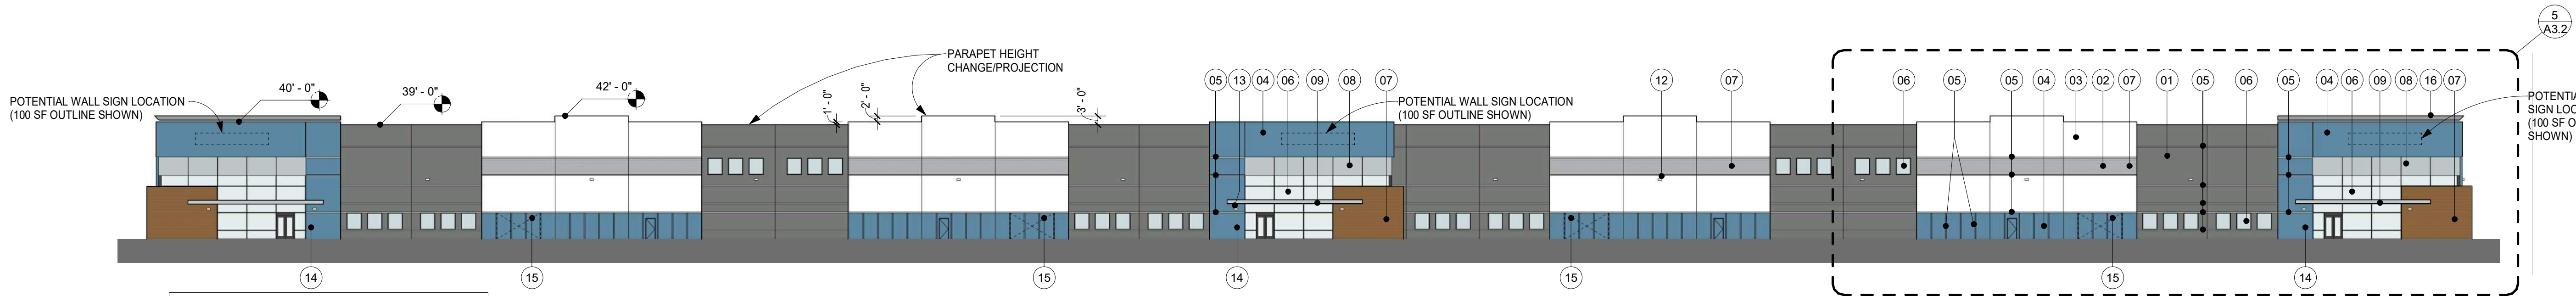 5
A3.2
PARAPET HEIGHT
CHANGE/PROJECTION
POTENTIAL WALL SIGN LOCATION
(100 SF OUTLINE SHOWN)
40' - 0"
39' - 0"
42' - 0"
1' - 0"
2' - 0"
3' - 0"
05
13
04
06
09
08
07
POTENTIAL WALL SIGN LOCATION
(100 SF OUTLINE SHOWN)
12
07
06
05
05
04
03
02
07
01
05
06
05
04
06
09
08
16
07
SIGN LOC
(100 SF O
SHOWN)
14
15
15
14
15
15
14